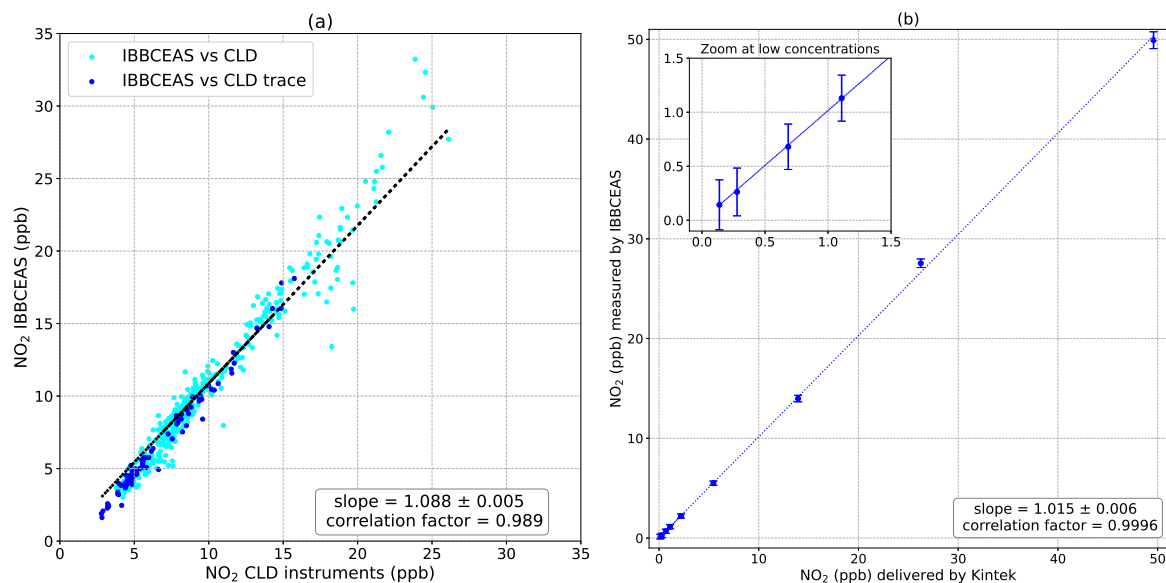 (a)
35
30
25
20
15
10
5
0
NO₂ IBBCEAS (ppb)
IBBCEAS vs CLD
IBBCEAS vs CLD trace
slope = 1.088 ± 0.005
correlation factor = 0.989
0 5 10 15 20 25 30 35
NO₂ CLD instruments (ppb)
(b)
50
40
30
20
10
0
NO₂ (ppb) measured by IBBCEAS
Zoom at low concentrations
1.5
1.0
0.5
0.0
0.0 0.5 1.0 1.5
slope = 1.015 ± 0.006
correlation factor = 0.9996
0 10 20 30 40 50
NO₂ (ppb) delivered by Kintek